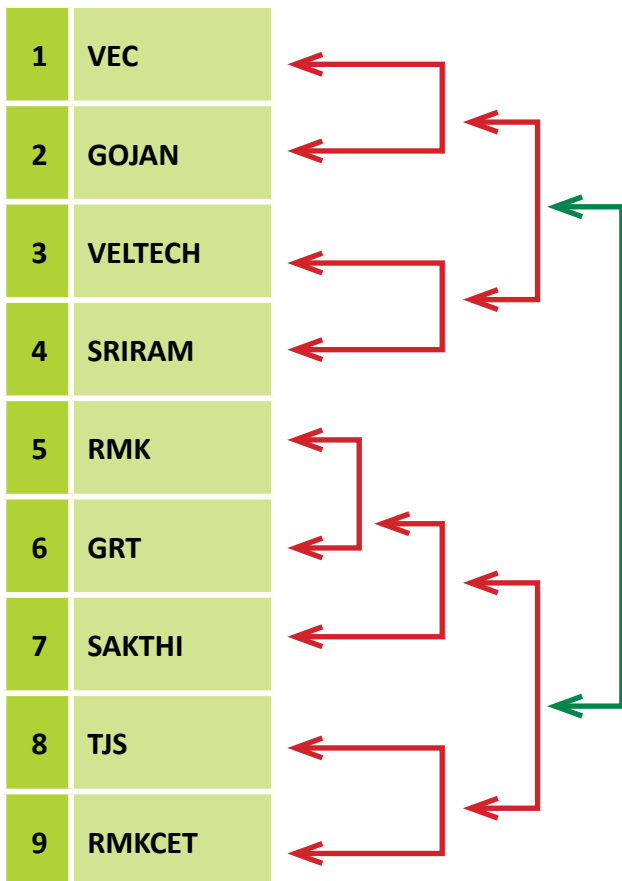 1 VEC
2 GOJAN
3 VELTECH
4 SRIRAM
5 RMK
6 GRT
7 SAKTHI
8 TJS
9 RMKCET